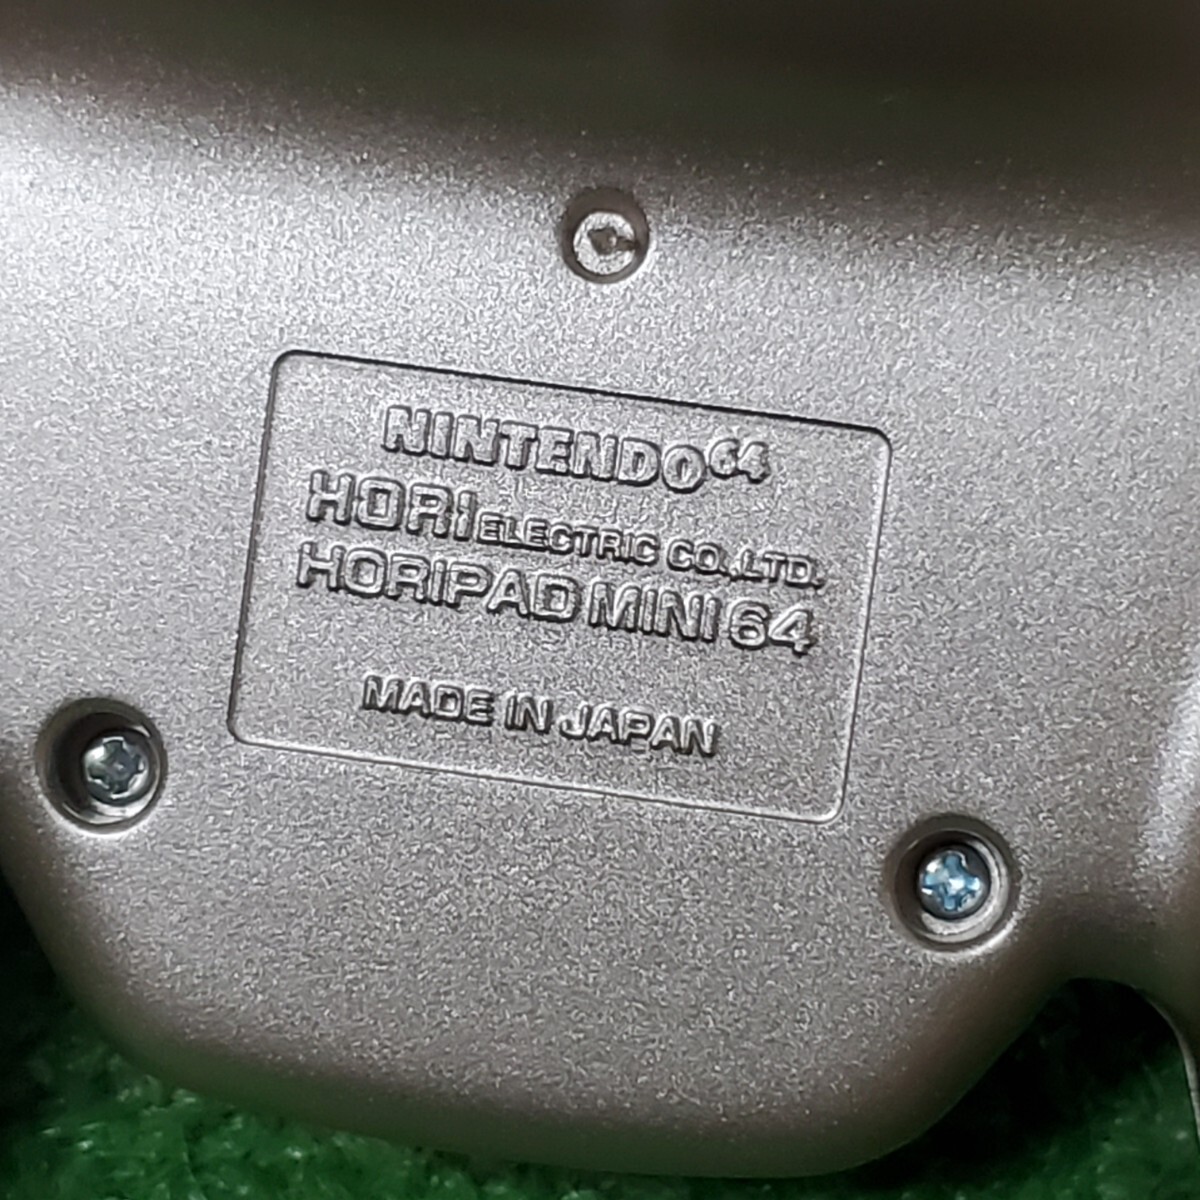 NINTENDO64
HORI ELECTRIC CO.,LTD.
HORIPAD MINI 64
MADE IN JAPAN